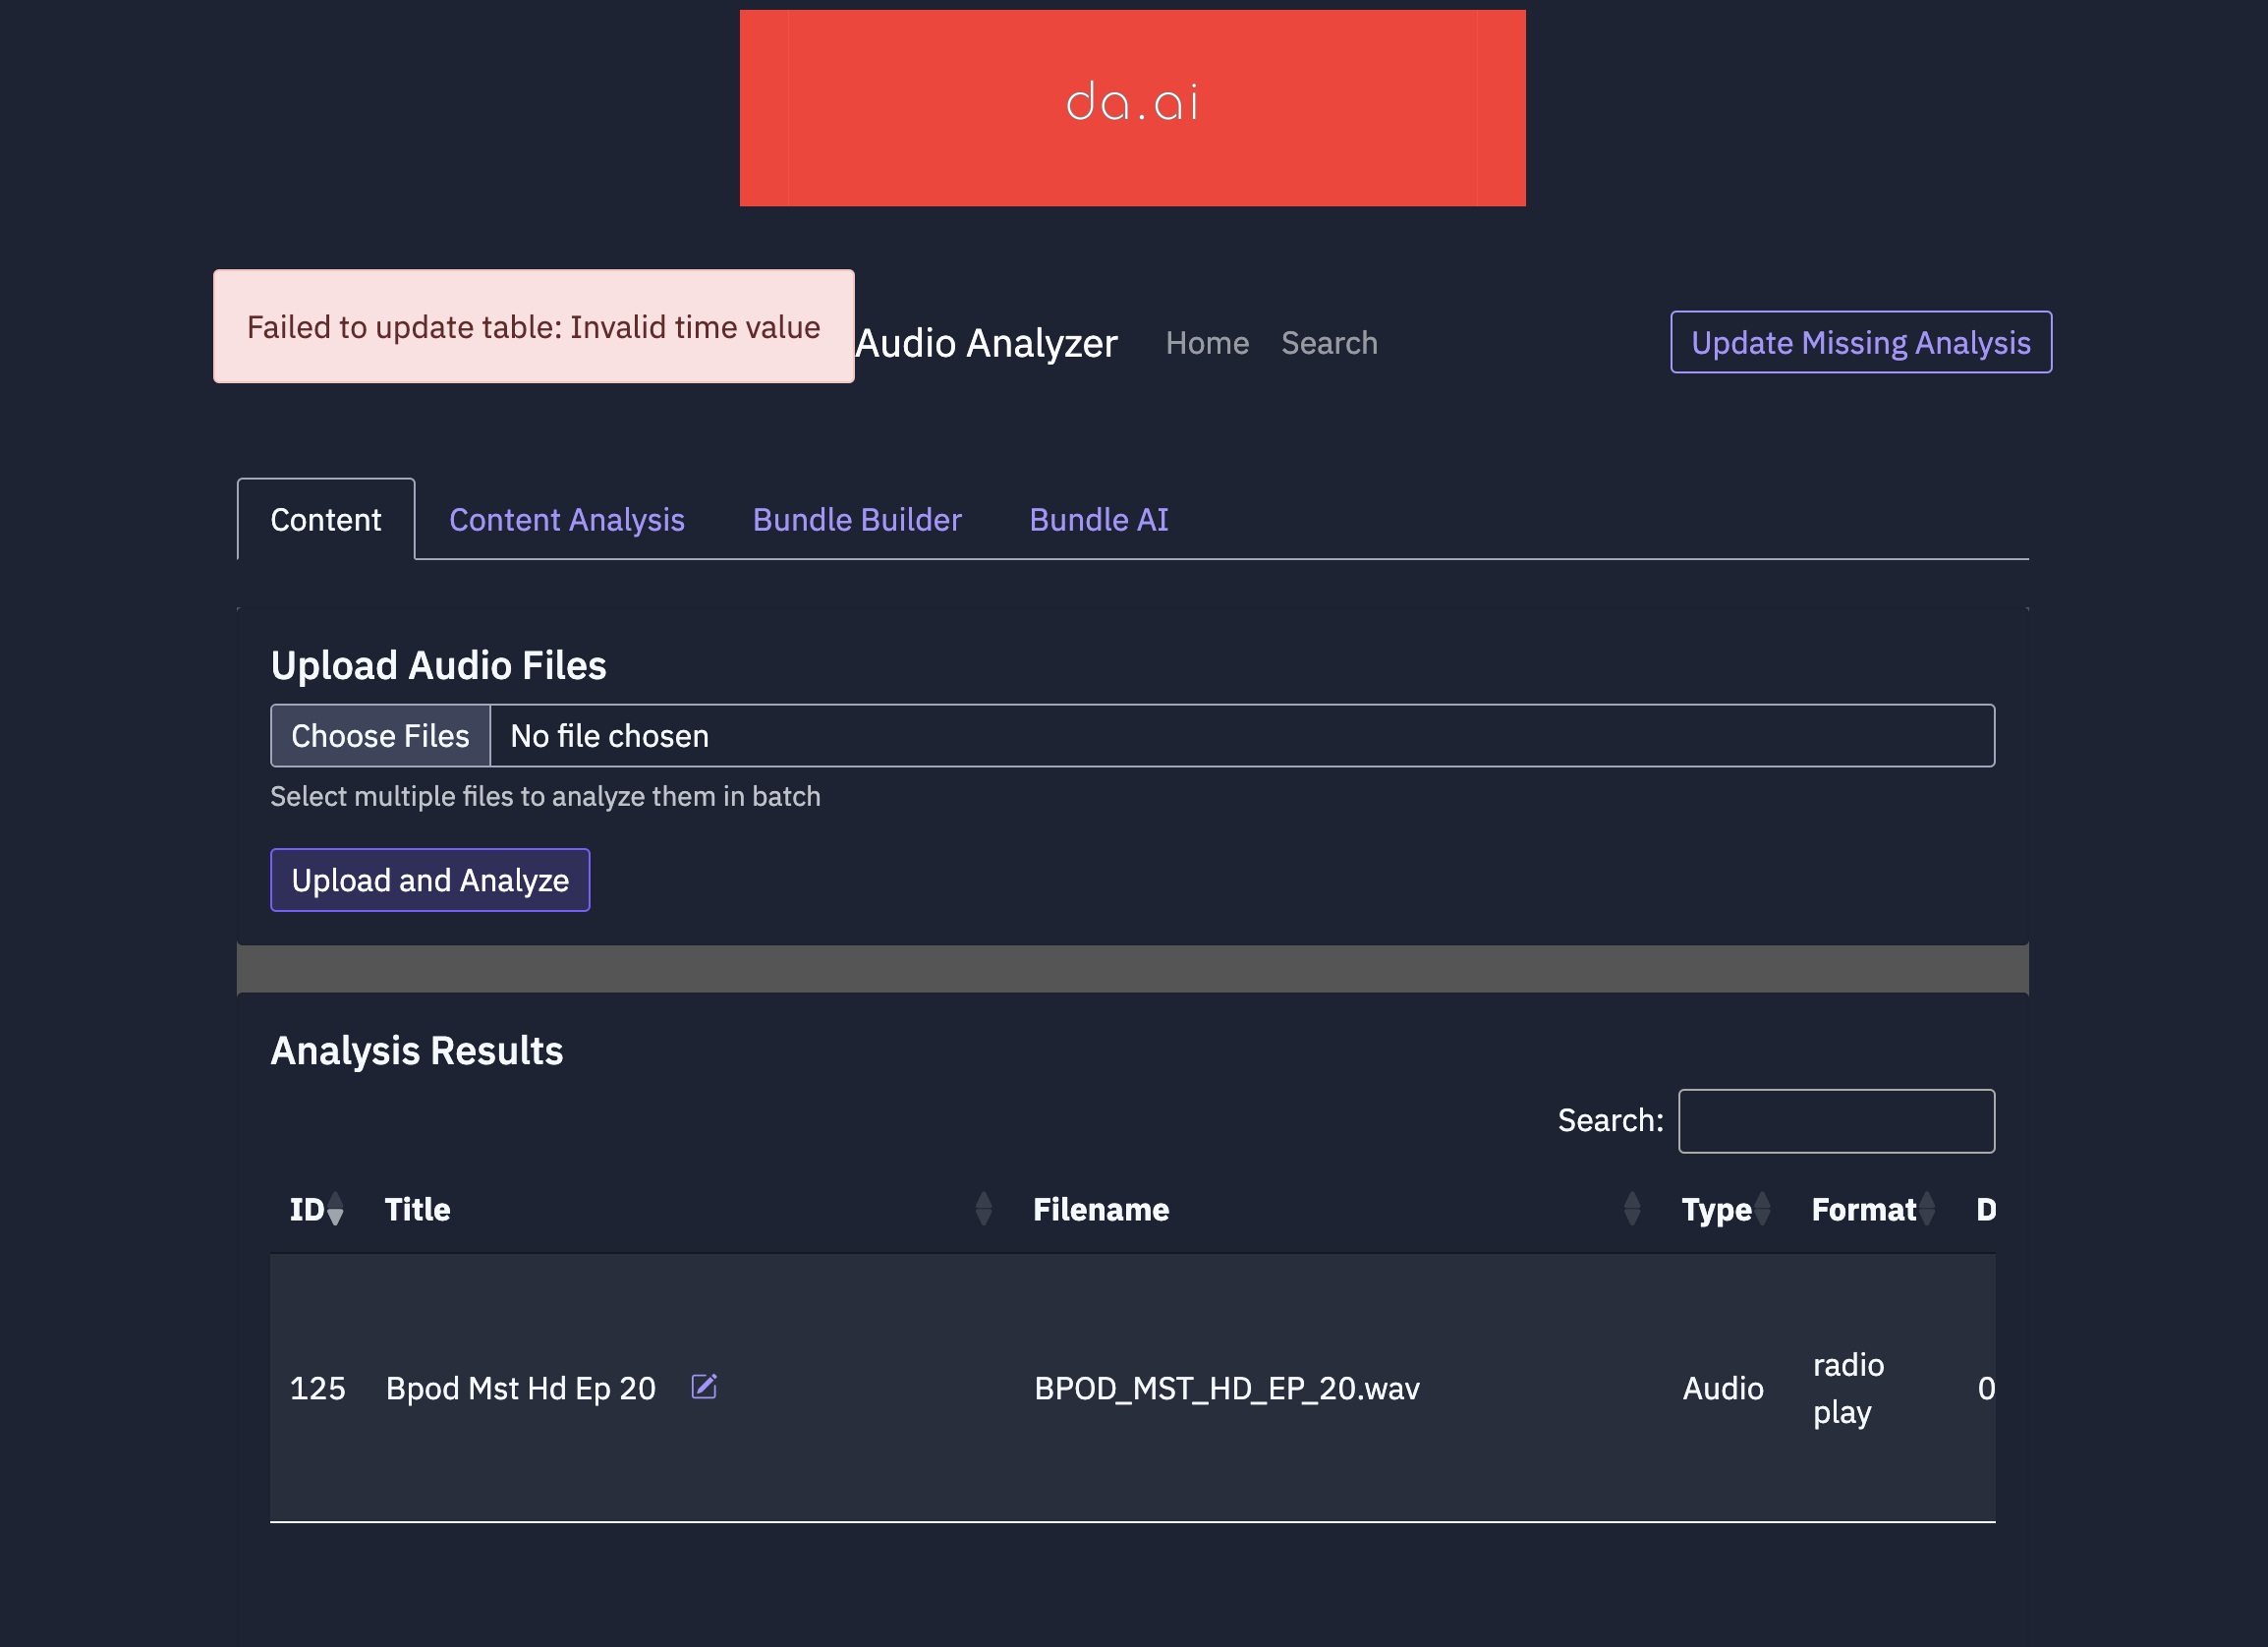 da.ai
Failed to update table: Invalid time value
Audio Analyzer
Home
Search
Update Missing Analysis
Content
Content Analysis
Bundle Builder
Bundle AI
Upload Audio Files
Choose Files
No file chosen
Select multiple files to analyze them in batch
Upload and Analyze
Analysis Results
Search:
ID
Title
Filename
Type
Format
D
125
Bpod Mst Hd Ep 20
BPOD_MST_HD_EP_20.wav
Audio
radio
play
0